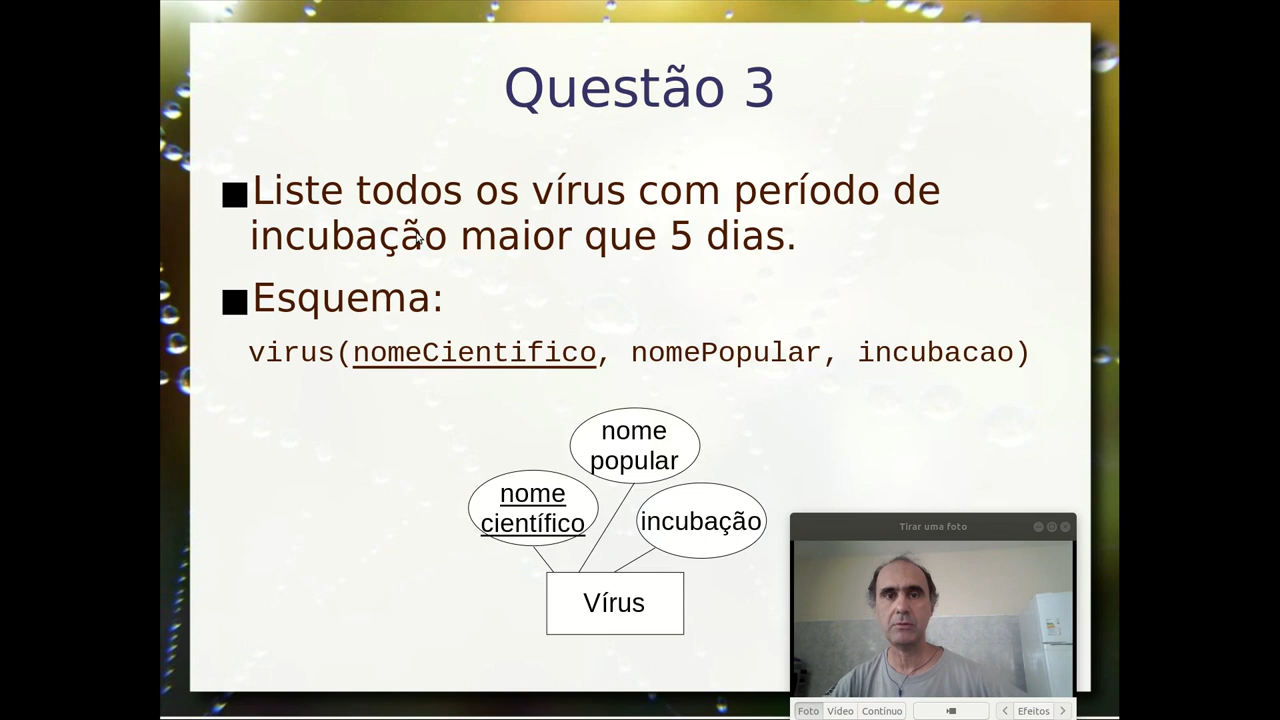 Questão 3
Liste todos os vírus com período de
incubação maior que 5 dias.
Esquema:
virus(nomeCientifico, nomePopular, incubacao)
nome
popular
nome
científico
incubação
Vírus
Tirar uma foto
Foto Vídeo Contínuo Efeitos